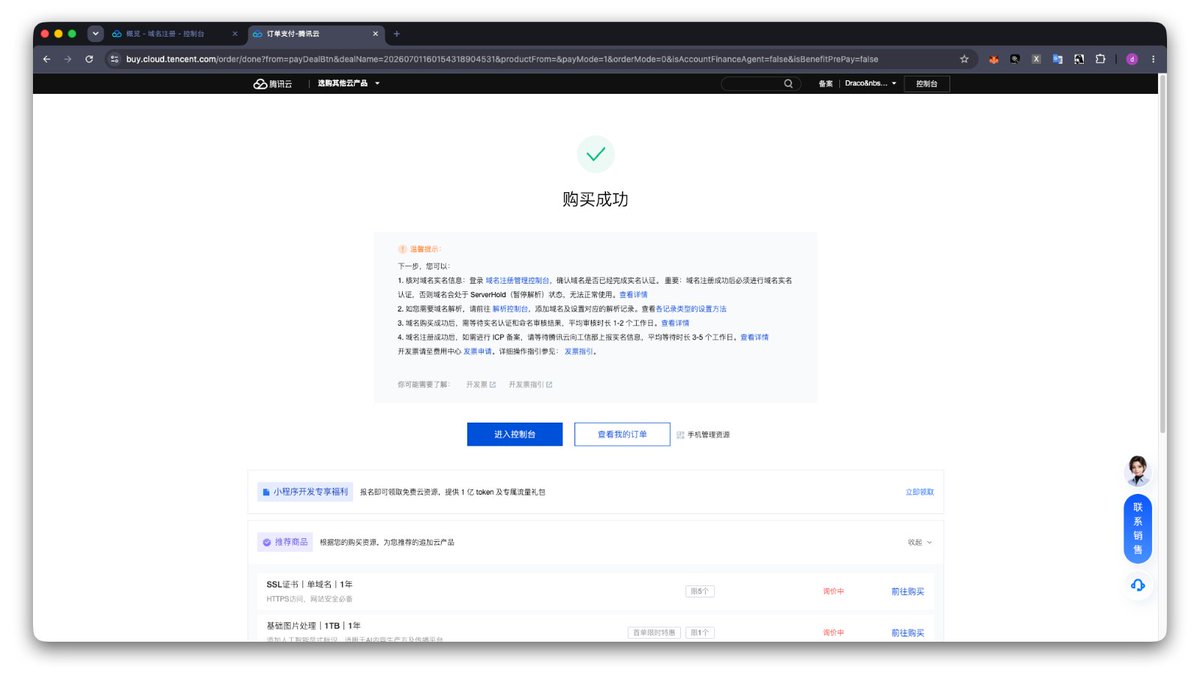 概览 - 域名注册 - 控制台
订单支付-腾讯云
buy.cloud.tencent.com/order/done?from=payDealBtn&dealName=20260701160154318904531&productFrom=&payMode=1&orderMode=0&isAccountFinanceAgent=false&isBenefitPrePay=false
d
腾讯云
选购其他云产品
备案
Draco&nbs...
控制台
购买成功
温馨提示:
下一步，您可以:
1. 核对域名实名信息：登录 域名注册管理控制台，确认域名是否已经完成实名认证。 重要：域名注册成功后必须进行域名实名
认证，否则域名会处于 ServerHold（暂停解析）状态，无法正常使用。查看详情
2. 如您需要域名解析，请前往 解析控制台，添加域名及设置对应的解析记录。查看各记录类型的设置方法
3. 域名购买成功后，需等待实名认证和命名审核结果，平均审核时长 1-2 个工作日。查看详情
4. 域名注册成功后，如需进行 ICP 备案，请等待腾讯云向工信部上报实名信息，平均等待时长 3-5 个工作日。查看详情
开发票请至费用中心 发票申请。详细操作指引参见： 发票指引。
你可能需要了解:
开发票
开发票指引
进入控制台
查看我的订单
手机管理资源
小程序开发专享福利
报名即可领取免费云资源，提供 1 亿 token 及专属流量礼包
立即领取
推荐商品
根据您的购买资源，为您推荐的追加云产品
收起
SSL证书 | 单域名 | 1年
HTTPS访问，网站安全必备
限5个
询价中
前往购买
基础图片处理 | 1TB | 1年
首单限时特惠
限1个
询价中
前往购买
联系销售